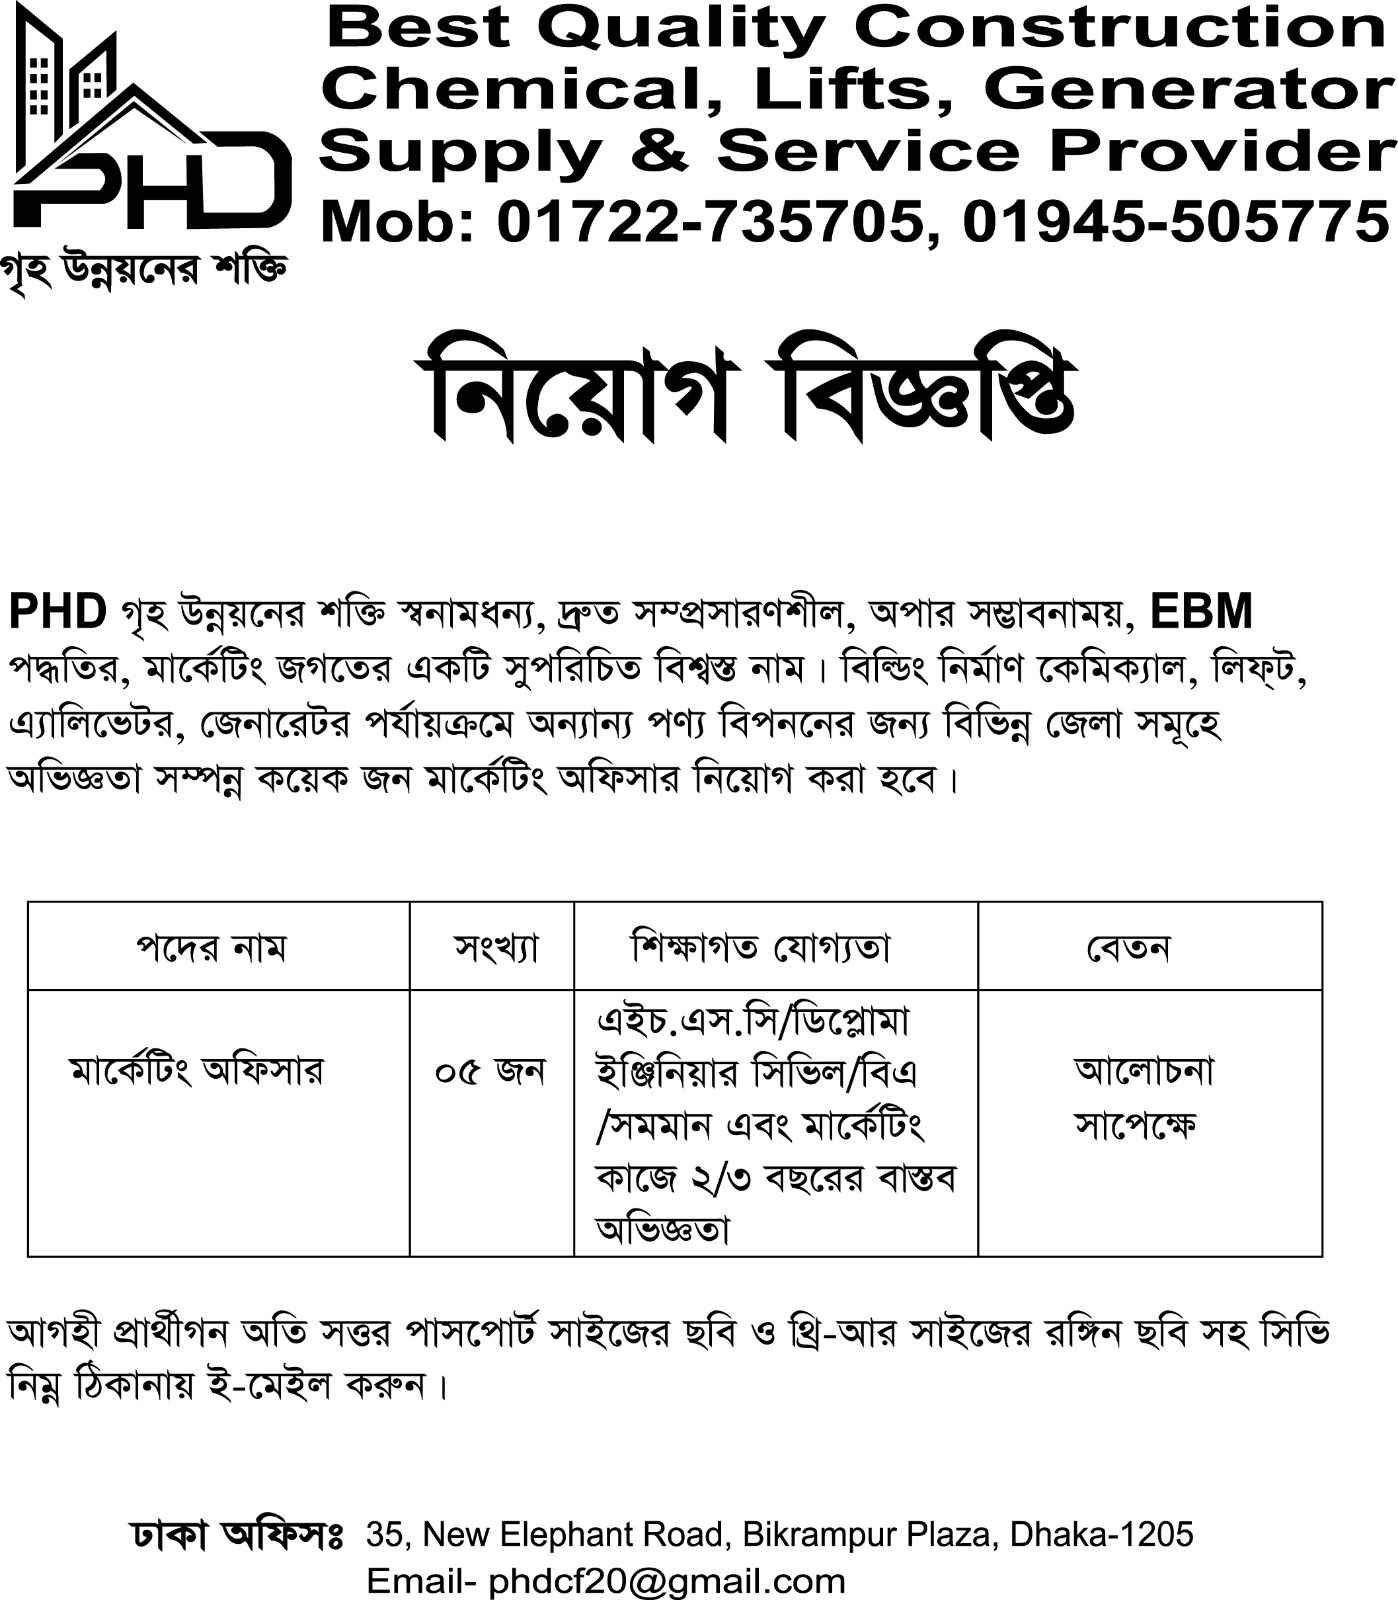 PHD
গৃহ উন্নয়নের শক্তি
Best Quality Construction
Chemical, Lifts, Generator
Supply & Service Provider
Mob: 01722-735705, 01945-505775
নিয়োগ বিজ্ঞপ্তি
PHD গৃহ উন্নয়নের শক্তি স্বনামধন্য, দ্রুত সম্প্রসারণশীল, অপার সম্ভাবনাময়, EBM
পদ্ধতির, মার্কেটিং জগতের একটি সুপরিচিত বিশ্বস্ত নাম। বিল্ডিং নির্মাণ কেমিক্যাল, লিফ্‌ট,
এ্যালিভেটর, জেনারেটর পর্যায়ক্রমে অন্যান্য পণ্য বিপননের জন্য বিভিন্ন জেলা সমূহে
অভিজ্ঞতা সম্পন্ন কয়েক জন মার্কেটিং অফিসার নিয়োগ করা হবে।
পদের নাম সংখ্যা শিক্ষাগত যোগ্যতা বেতন
মার্কেটিং অফিসার
০৫ জন
এইচ.এস.সি/ডিপ্লোমা
ইঞ্জিনিয়ার সিভিল/বিএ
/সমমান এবং মার্কেটিং
কাজে ২/৩ বছরের বাস্তব
অভিজ্ঞতা
আলোচনা
সাপেক্ষে
আগহী প্রার্থীগন অতি সত্তর পাসপোর্ট সাইজের ছবি ও থ্রি-আর সাইজের রঙ্গিন ছবি সহ সিভি
নিম্ন ঠিকানায় ই-মেইল করুন।
ঢাকা অফিসঃ 35, New Elephant Road, Bikrampur Plaza, Dhaka-1205
Email- phdcf20@gmail.com